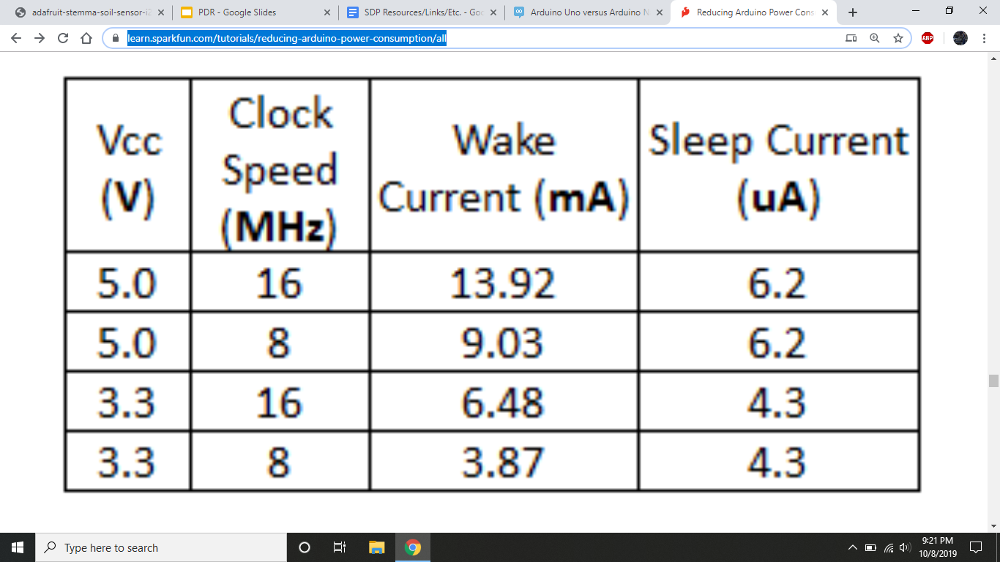 adafruit-stemma-soil-sensor-i2
PDR - Google Slides
SDP Resources/Links/Etc. - Goo
Arduino Uno versus Arduino N
Reducing Arduino Power Cons
learn.sparkfun.com/tutorials/reducing-arduino-power-consumption/all
ABP
Vcc (V) Clock Speed (MHz) Wake Current (mA) Sleep Current (uA)
5.0 16 13.92 6.2
5.0 8 9.03 6.2
3.3 16 6.48 4.3
3.3 8 3.87 4.3
Type here to search
9:21 PM
10/8/2019